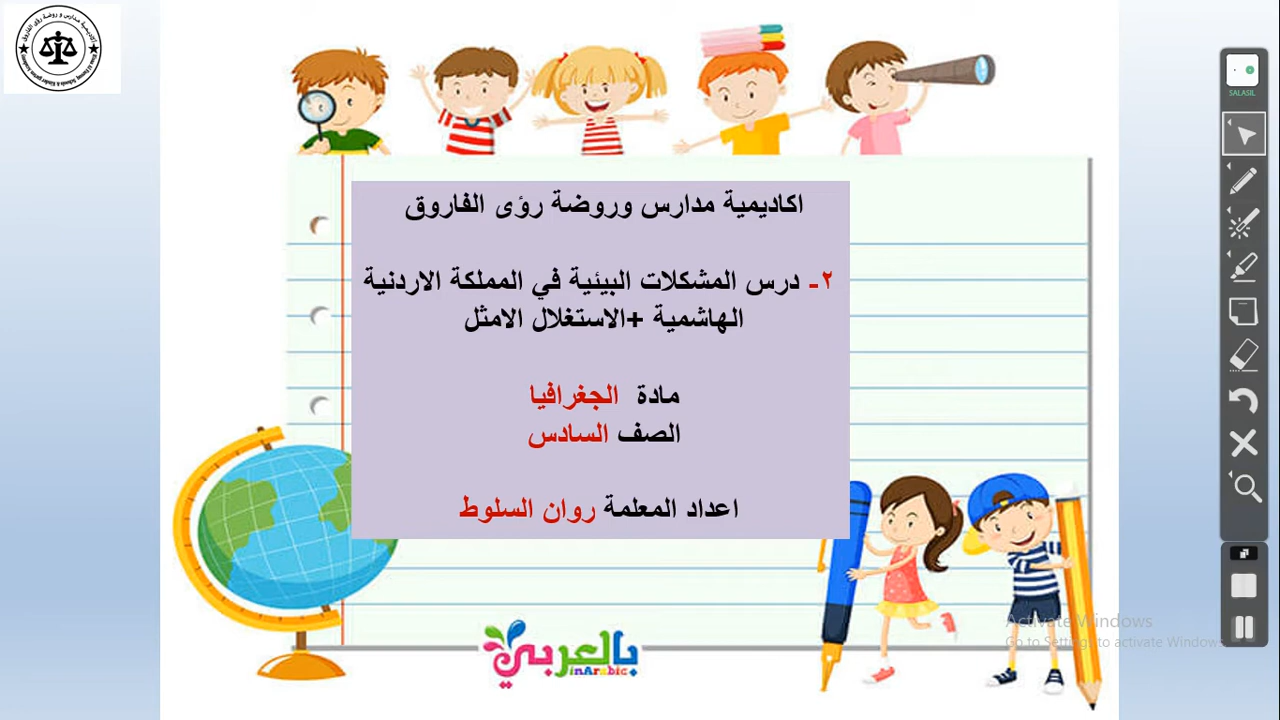 اكاديمية مدارس وروضة رؤى الفاروق
٢- درس المشكلات البيئية في المملكة الاردنية
الهاشمية +الاستغلال الامثل
مادة الجغرافيا
الصف السادس
اعداد المعلمة روان السلوط
بالعربي
inArabic
SALASIL
Activate Windows
Go to Settings to activate Windows.